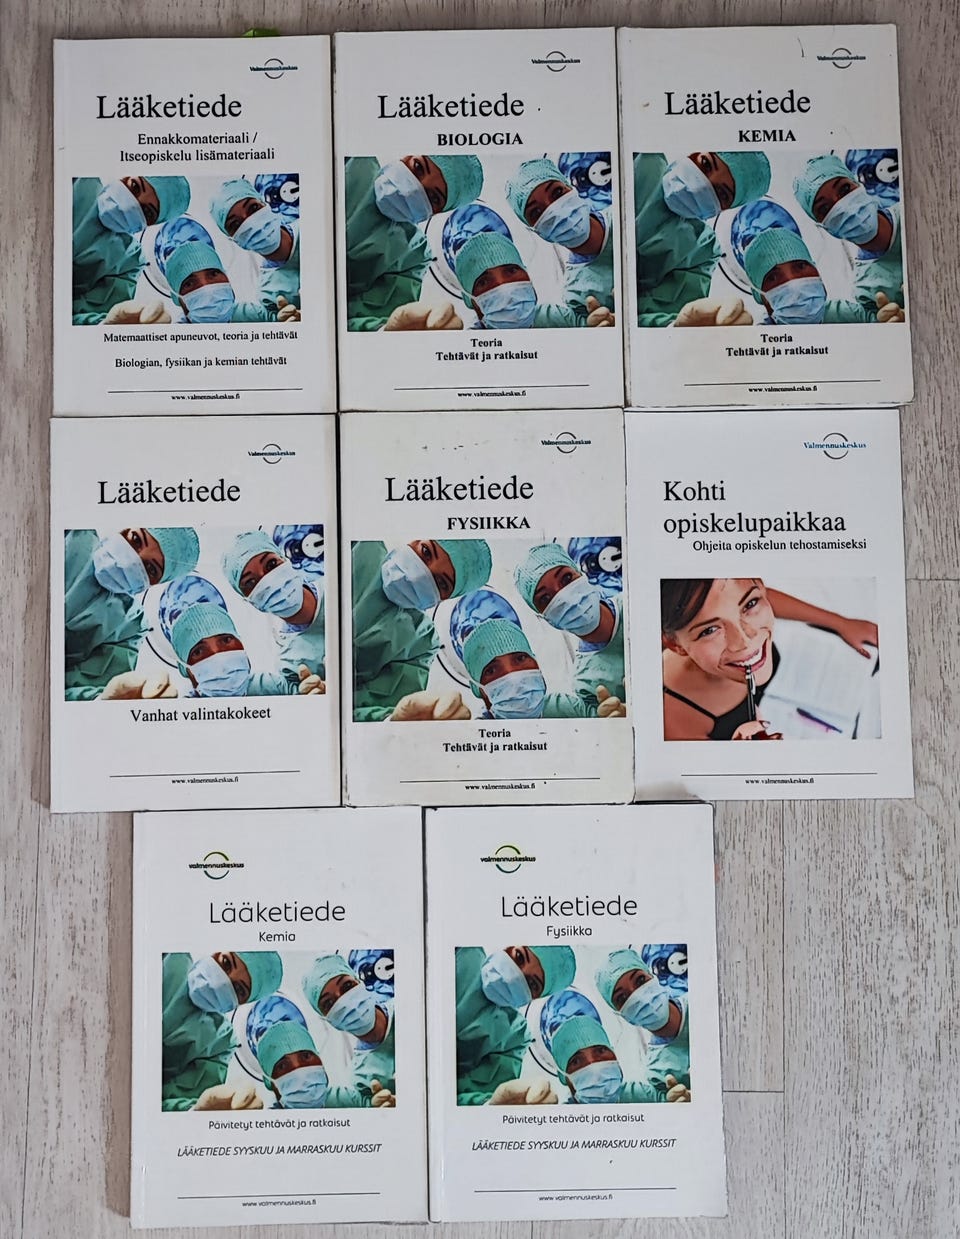 Valmennuskeskus
Lääketiede
Ennakkomateriaali /
Itseopiskelu lisämateriaali
Matemaattiset apuneuvot, teoria ja tehtävät
Biologian, fysiikan ja kemian tehtävät
www.valmennuskeskus.fi
Valmennuskeskus
Lääketiede
BIOLOGIA
Teoria
Tehtävät ja ratkaisut
www.valmennuskeskus.fi
Valmennuskeskus
Lääketiede
KEMIA
Teoria
Tehtävät ja ratkaisut
www.valmennuskeskus.fi
Valmennuskeskus
Lääketiede
Vanhat valintakokeet
www.valmennuskeskus.fi
Valmennuskeskus
Lääketiede
FYSIIKKA
Teoria
Tehtävät ja ratkaisut
www.valmennuskeskus.fi
Valmennuskeskus
Kohti
opiskelupaikkaa
Ohjeita opiskelun tehostamiseksi
www.valmennuskeskus.fi
valmennuskeskus
Lääketiede
Kemia
Päivitetyt tehtävät ja ratkaisut
LÄÄKETIEDE SYYSKUU JA MARRASKUU KURSSIT
www.valmennuskeskus.fi
valmennuskeskus
Lääketiede
Fysiikka
Päivitetyt tehtävät ja ratkaisut
LÄÄKETIEDE SYYSKUU JA MARRASKUU KURSSIT
www.valmennuskeskus.fi